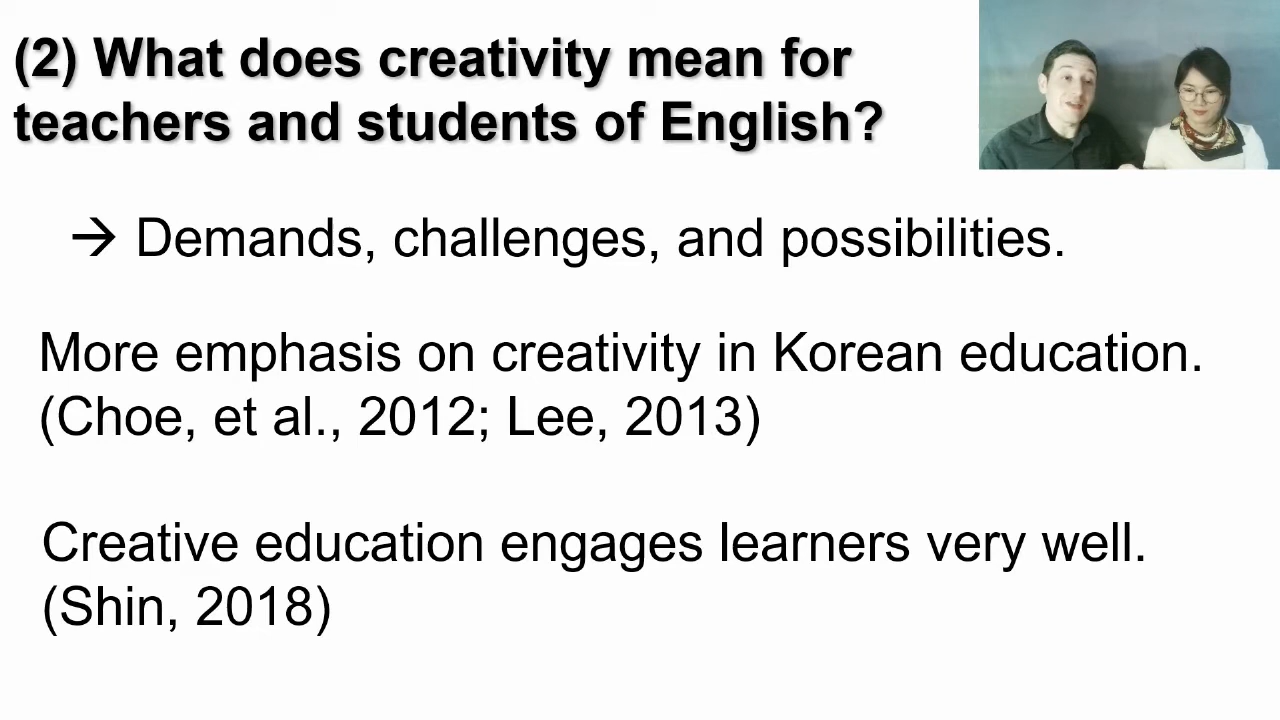 (2) What does creativity mean for
teachers and students of English?
→ Demands, challenges, and possibilities.
More emphasis on creativity in Korean education.
(Choe, et al., 2012; Lee, 2013)
Creative education engages learners very well.
(Shin, 2018)